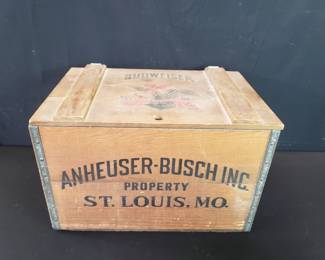 BUDWEISER
ANHEUSER-BUSCH INC.
PROPERTY
ST. LOUIS, MO.